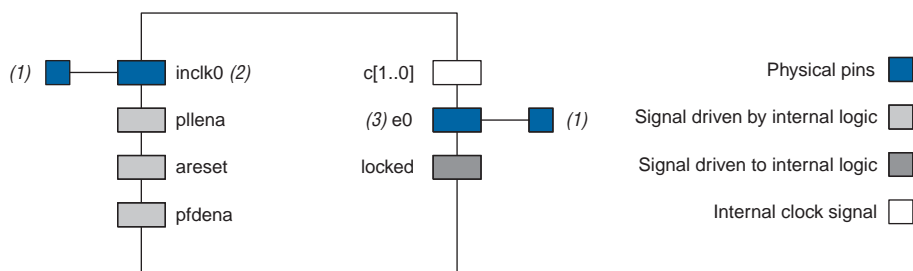 (1) inclk0 (2) c[1..0] Physical pins
pllena (3) e0 (1) Signal driven by internal logic
areset locked Signal driven to internal logic
pfdena Internal clock signal